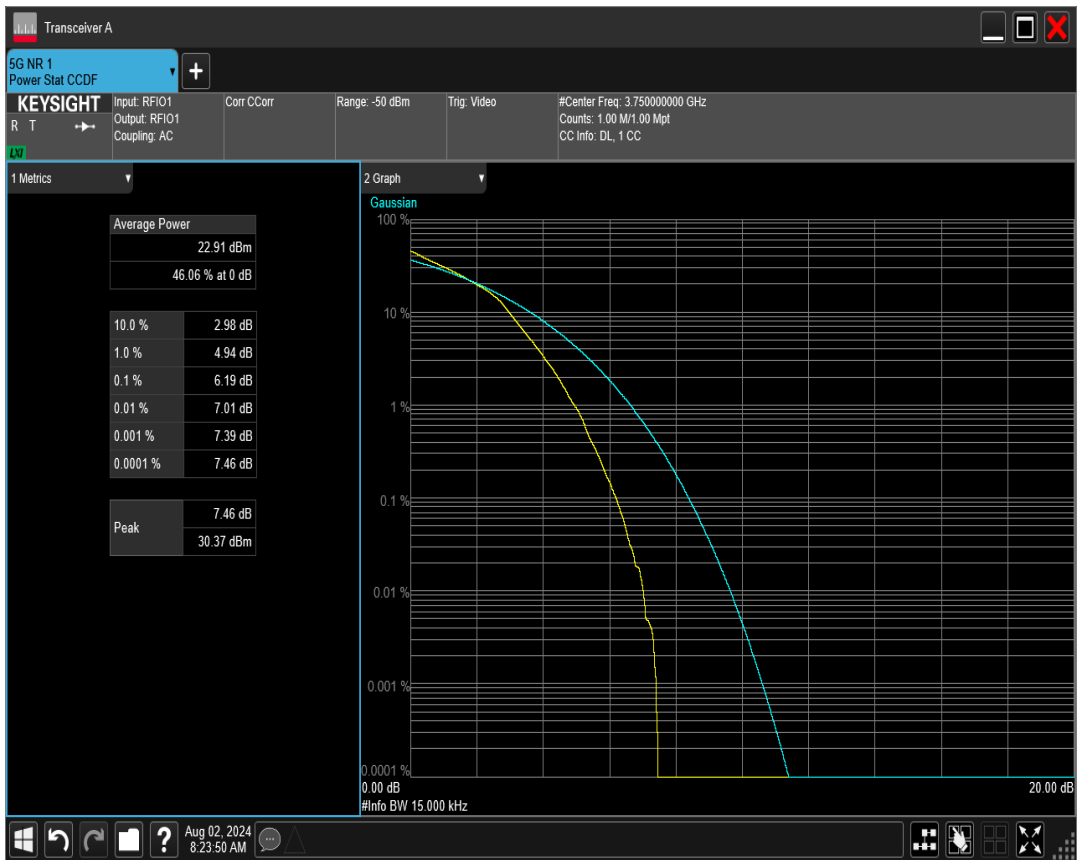 Transceiver A
5G NR 1
Power Stat CCDF
+
KEYSIGHT
R T
LXI
Input: RFIO1
Output: RFIO1
Coupling: AC
Corr CCorr
Range: -50 dBm
Trig: Video
#Center Freq: 3.750000000 GHz
Counts: 1.00 M/1.00 Mpt
CC Info: DL, 1 CC
1 Metrics
Average Power
22.91 dBm
46.06 % at 0 dB
10.0 % 2.98 dB
1.0 % 4.94 dB
0.1 % 6.19 dB
0.01 % 7.01 dB
0.001 % 7.39 dB
0.0001 % 7.46 dB
Peak
7.46 dB
30.37 dBm
2 Graph
Gaussian
100 %
10 %
1 %
0.1 %
0.01 %
0.001 %
0.0001 %
0.00 dB
20.00 dB
#Info BW 15.000 kHz
?
Aug 02, 2024
8:23:50 AM